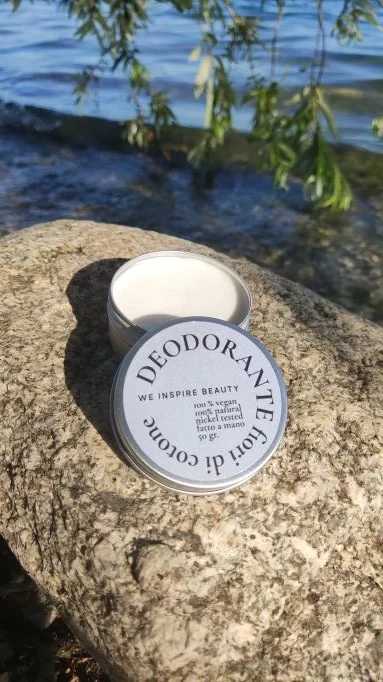 DEODORANTE fiori di cotone
WE INSPIRE BEAUTY
100 % vegan
100% natural
nickel tested
fatto a mano
50 gr.